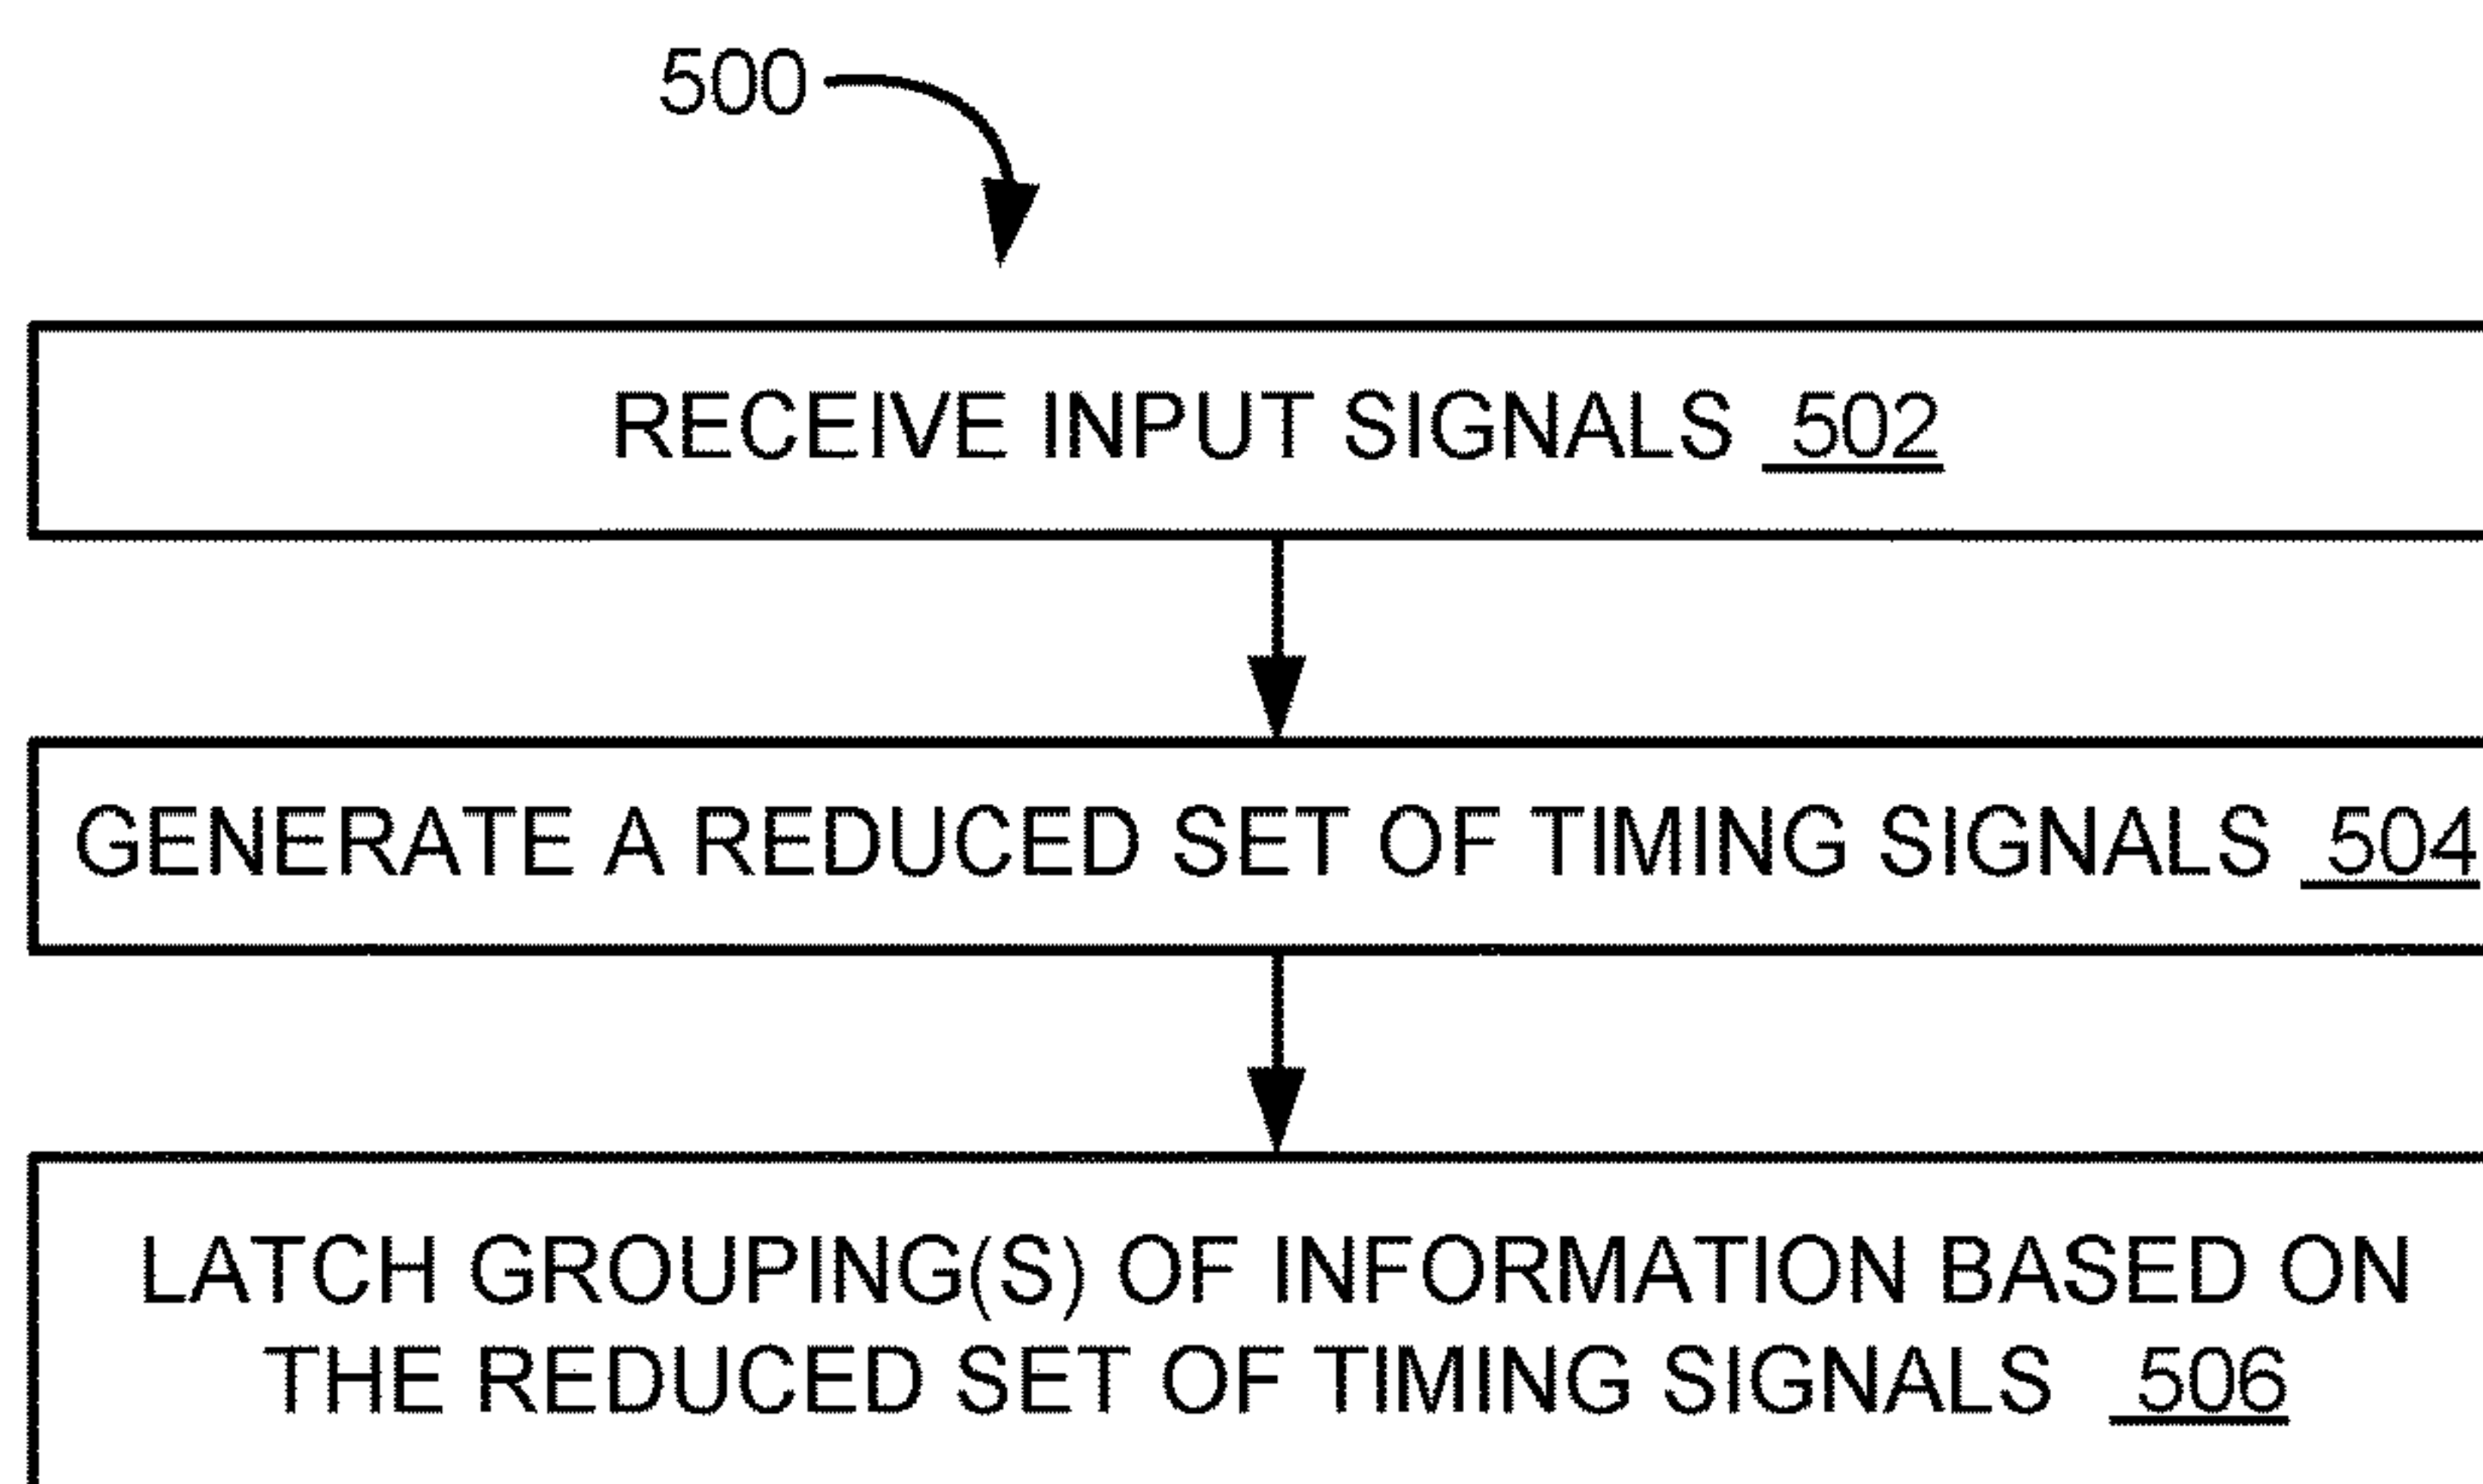 500
RECEIVE INPUT SIGNALS 502
GENERATE A REDUCED SET OF TIMING SIGNALS 504
LATCH GROUPING(S) OF INFORMATION BASED ON
THE REDUCED SET OF TIMING SIGNALS 506